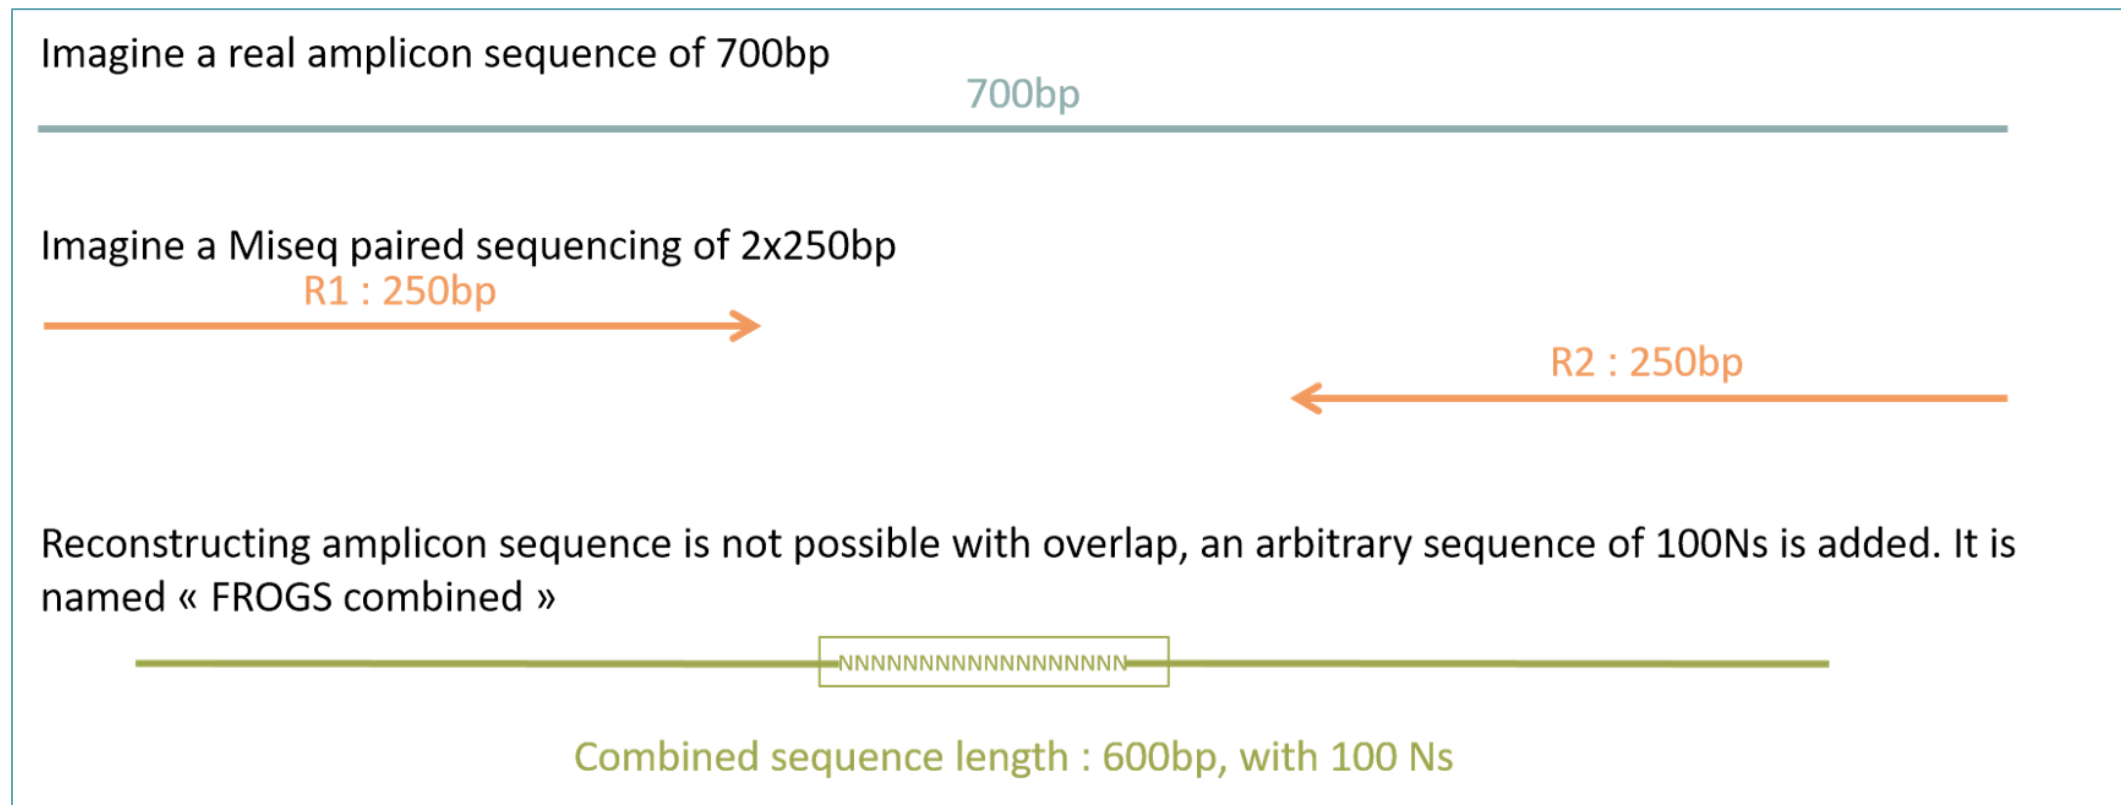 Imagine a real amplicon sequence of 700bp
700bp
Imagine a Miseq paired sequencing of 2x250bp
R1 : 250bp
R2 : 250bp
Reconstructing amplicon sequence is not possible with overlap, an arbitrary sequence of 100Ns is added. It is
named « FROGS combined »
NNNNNNNNNNNNNNNNNN
Combined sequence length : 600bp, with 100 Ns